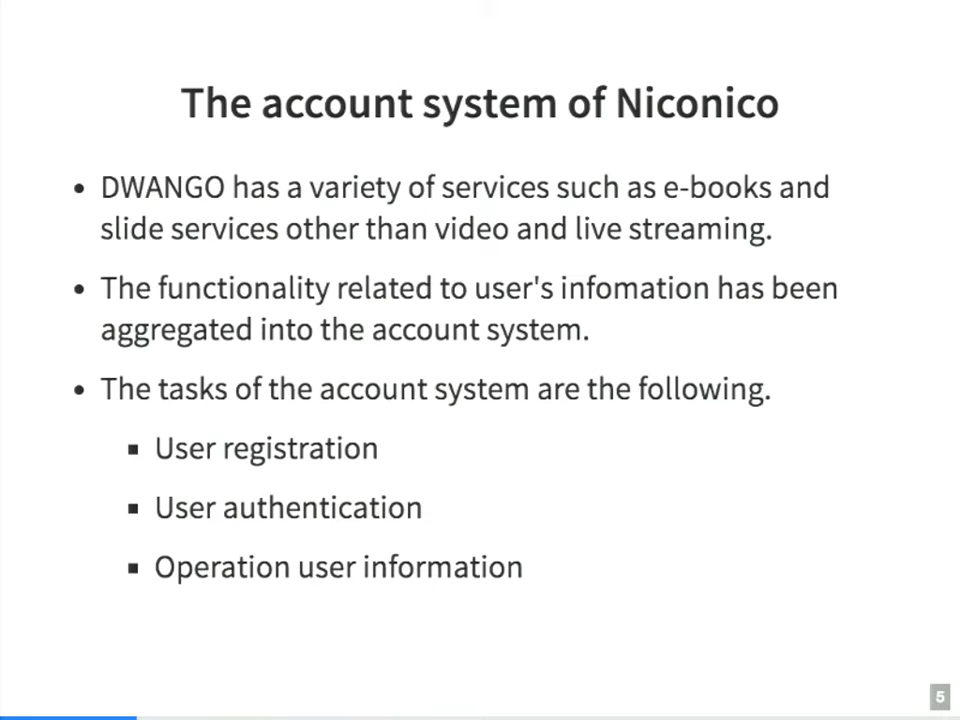 The account system of Niconico
• DWANGO has a variety of services such as e-books and
slide services other than video and live streaming.
• The functionality related to user's infomation has been
aggregated into the account system.
• The tasks of the account system are the following.
▪ User registration
▪ User authentication
▪ Operation user information
5